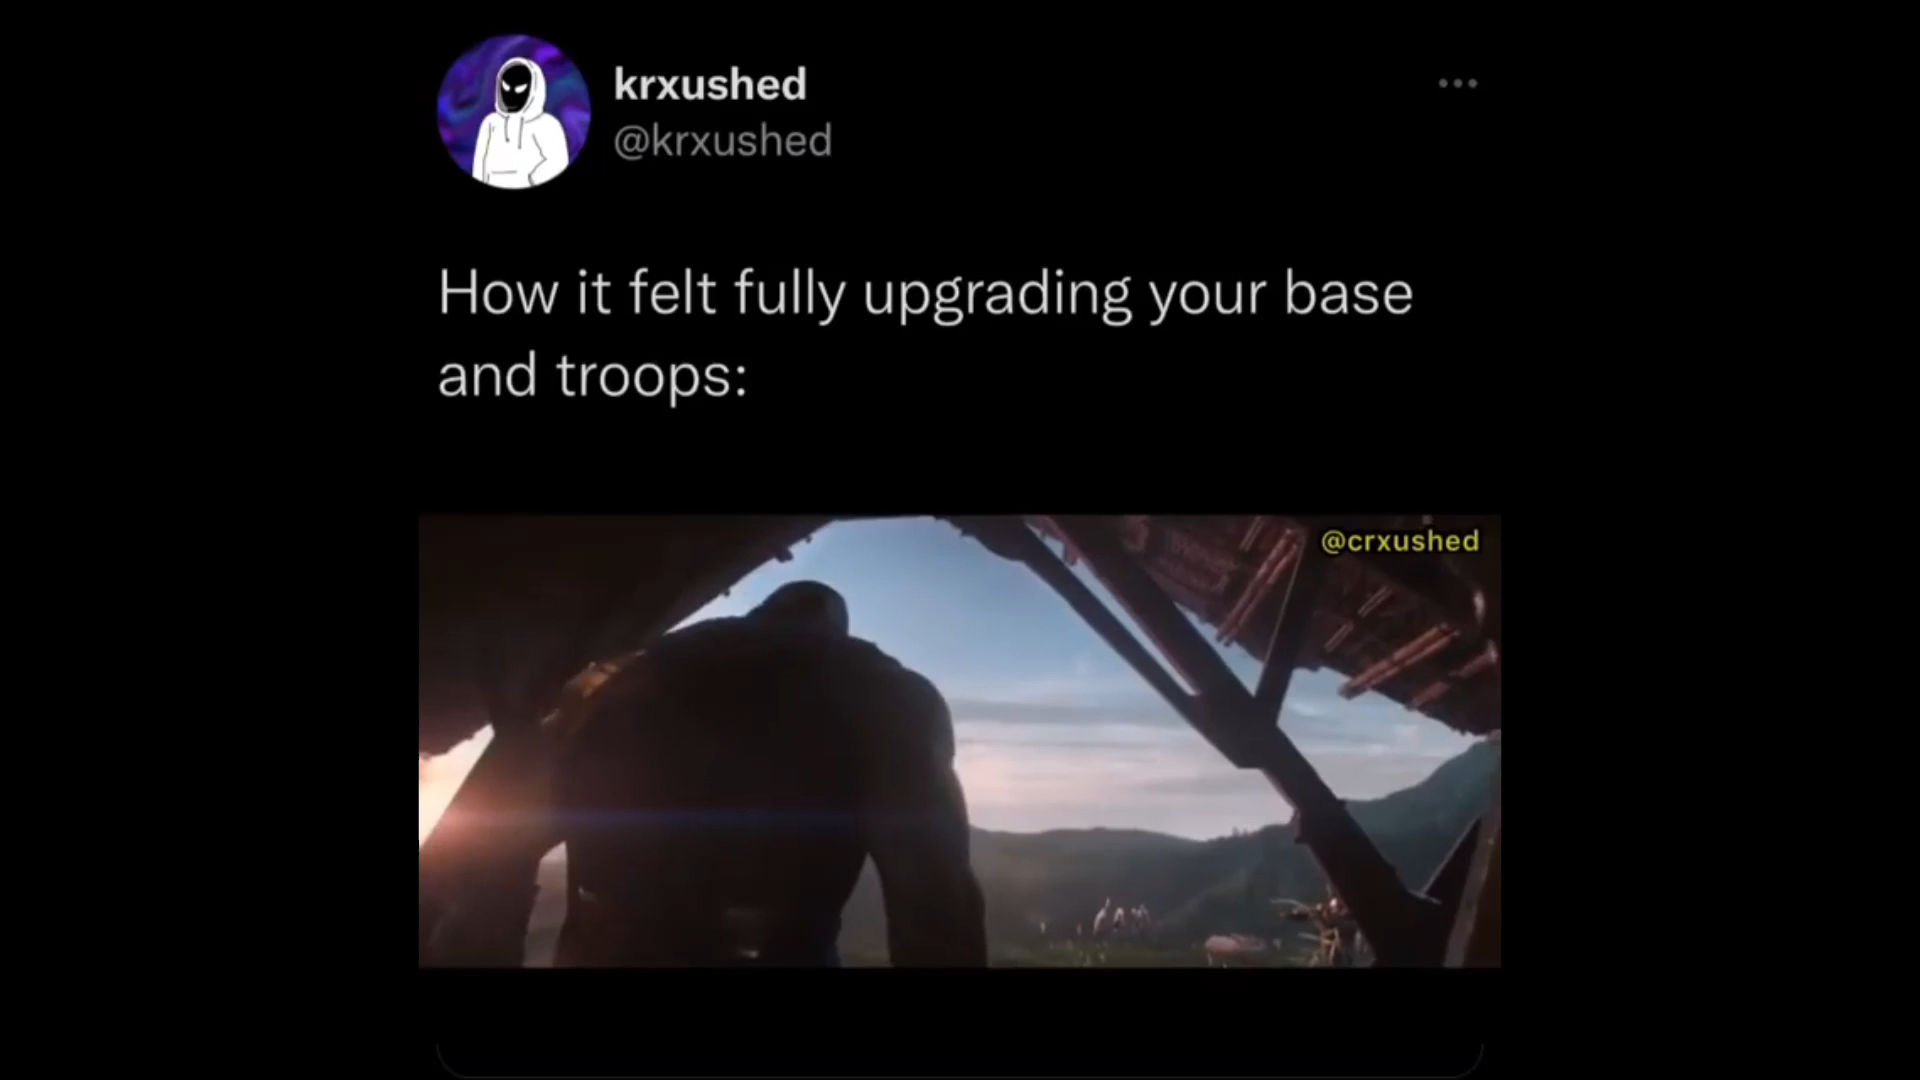 krxushed
@krxushed
How it felt fully upgrading your base
and troops:
@crxushed